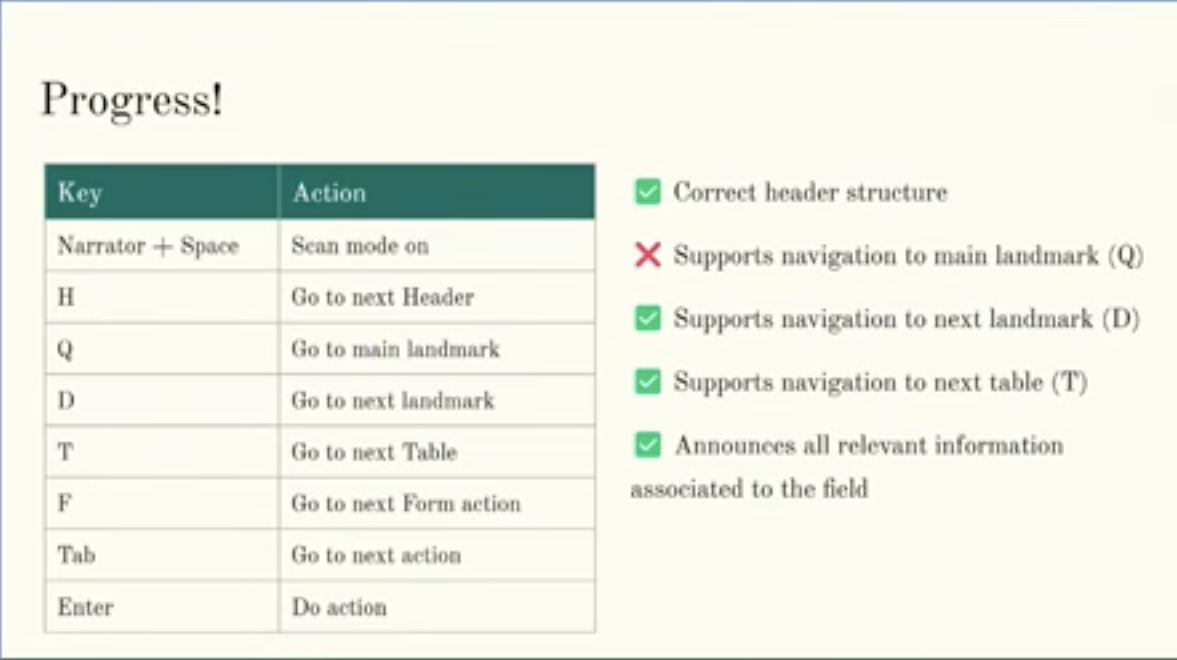 Progress!
Key Action
Narrator + Space Scan mode on
H Go to next Header
Q Go to main landmark
D Go to next landmark
T Go to next Table
F Go to next Form action
Tab Go to next action
Enter Do action
✅ Correct header structure
❌ Supports navigation to main landmark (Q)
✅ Supports navigation to next landmark (D)
✅ Supports navigation to next table (T)
✅ Announces all relevant information
associated to the field